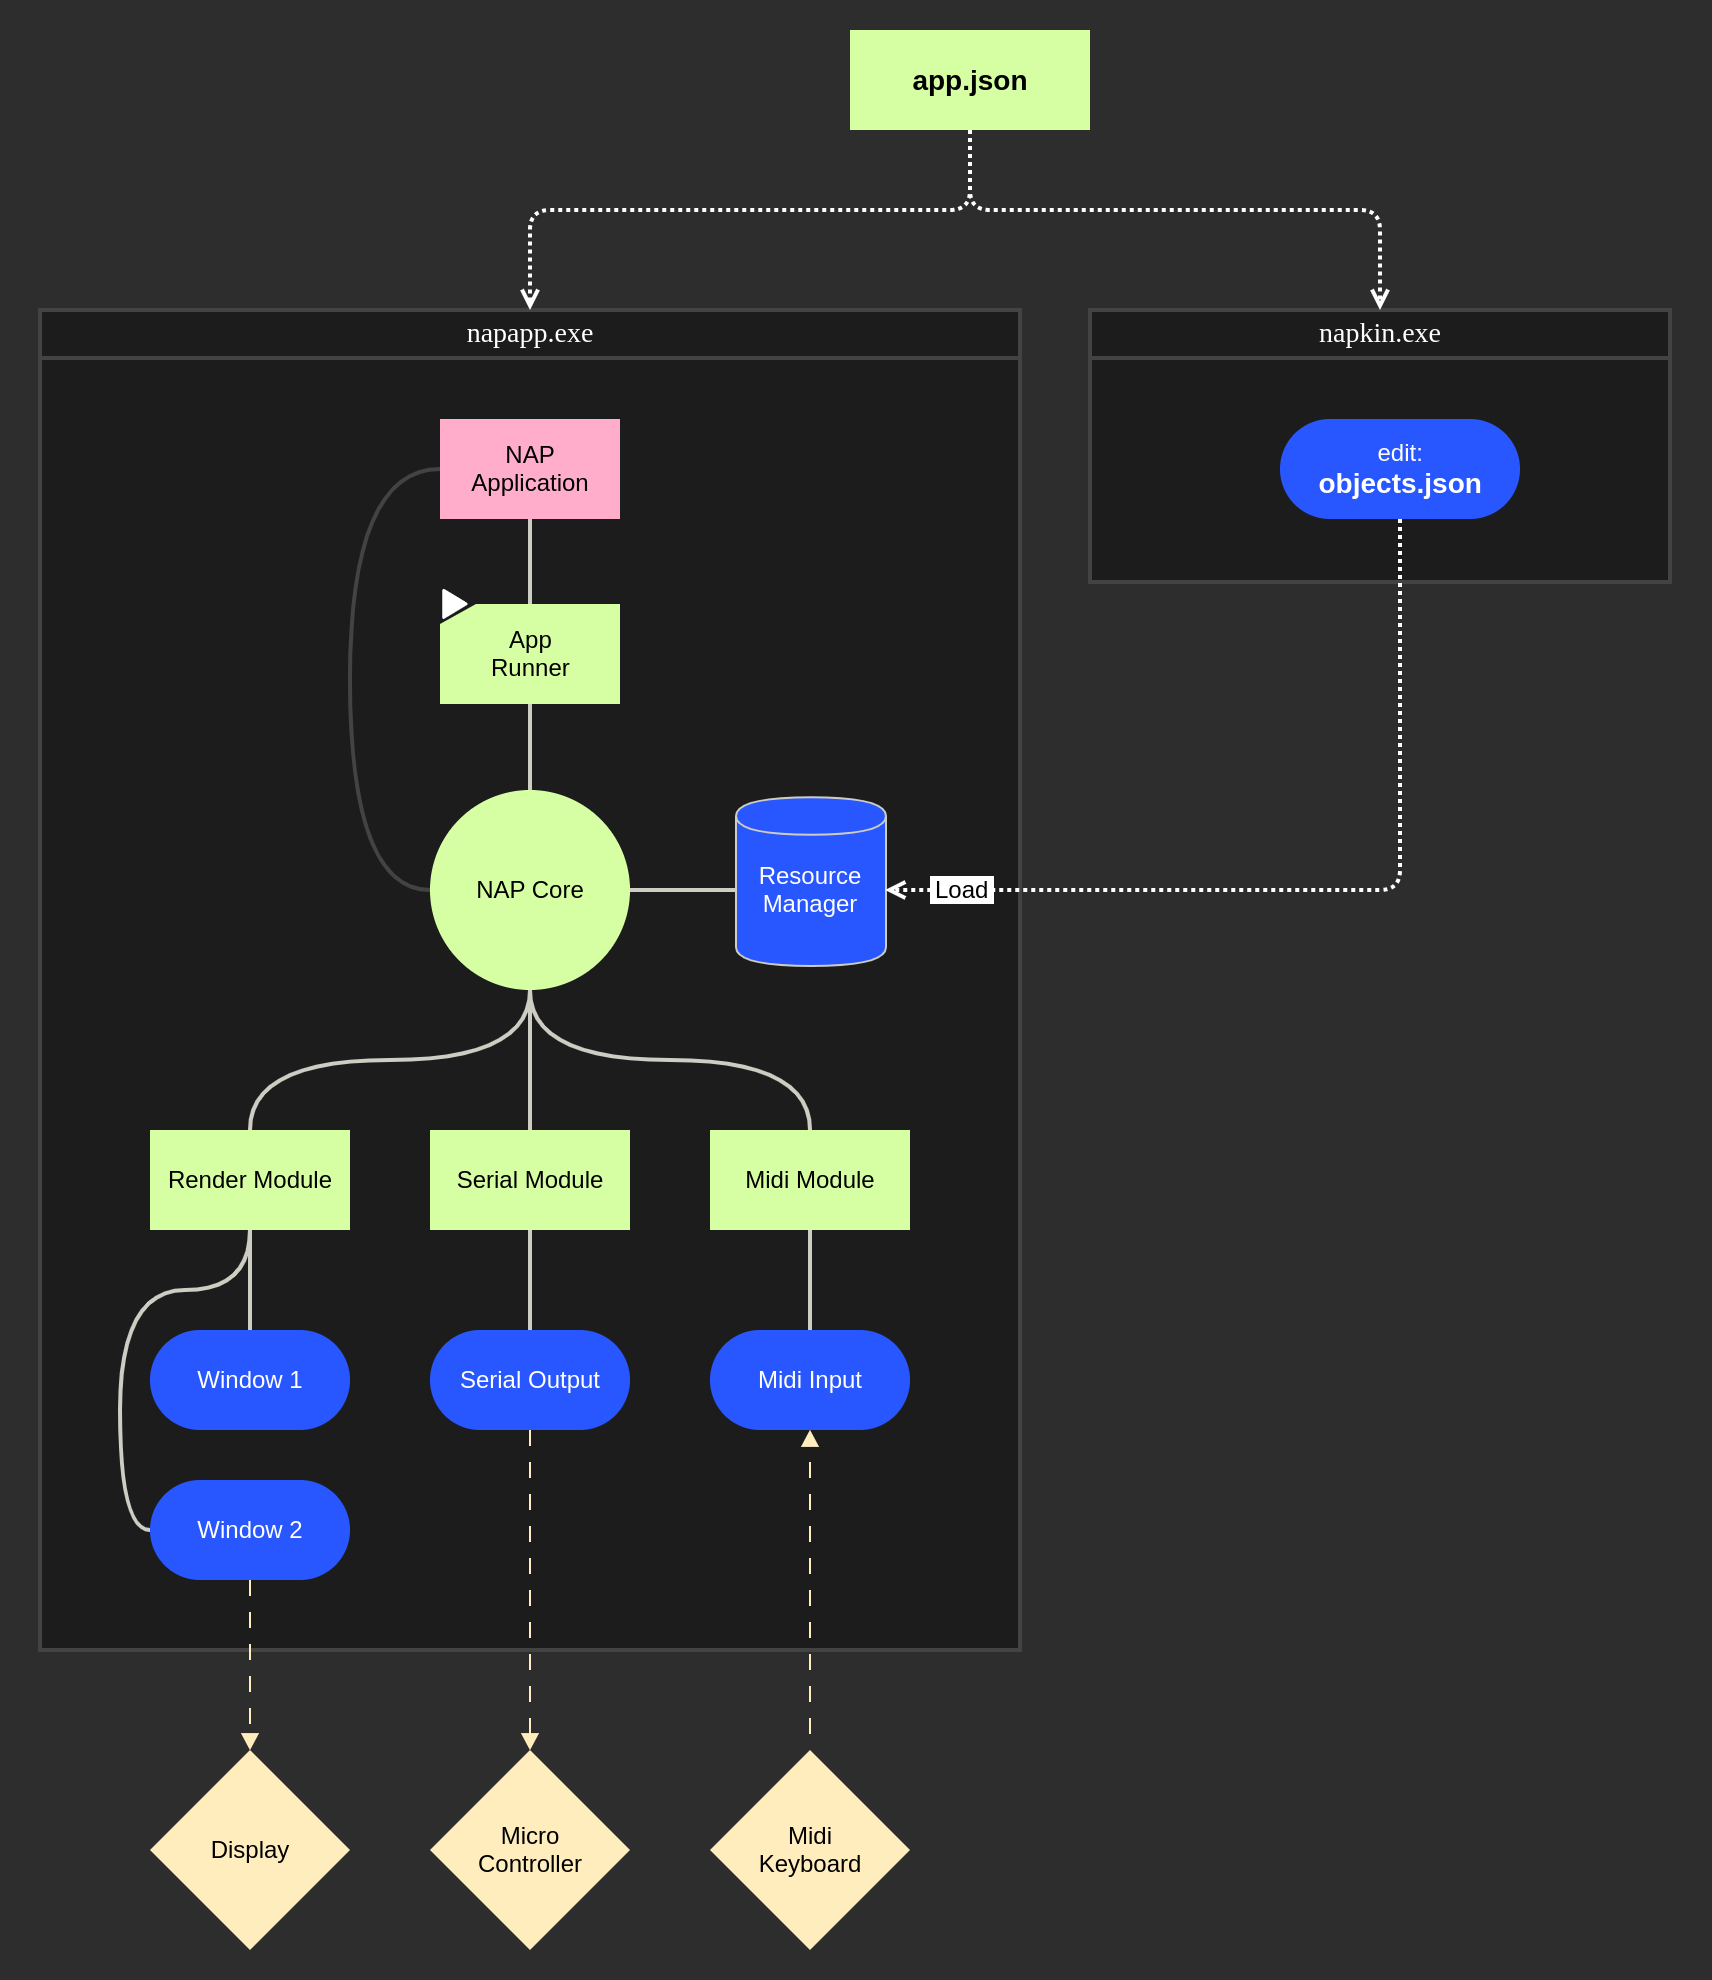 app.json
napapp.exe
napkin.exe
NAP
Application
edit:
objects.json
App
Runner
NAP Core
Resource
Manager
Load
Render Module
Serial Module
Midi Module
Window 1
Serial Output
Midi Input
Window 2
Display
Micro
Controller
Midi
Keyboard